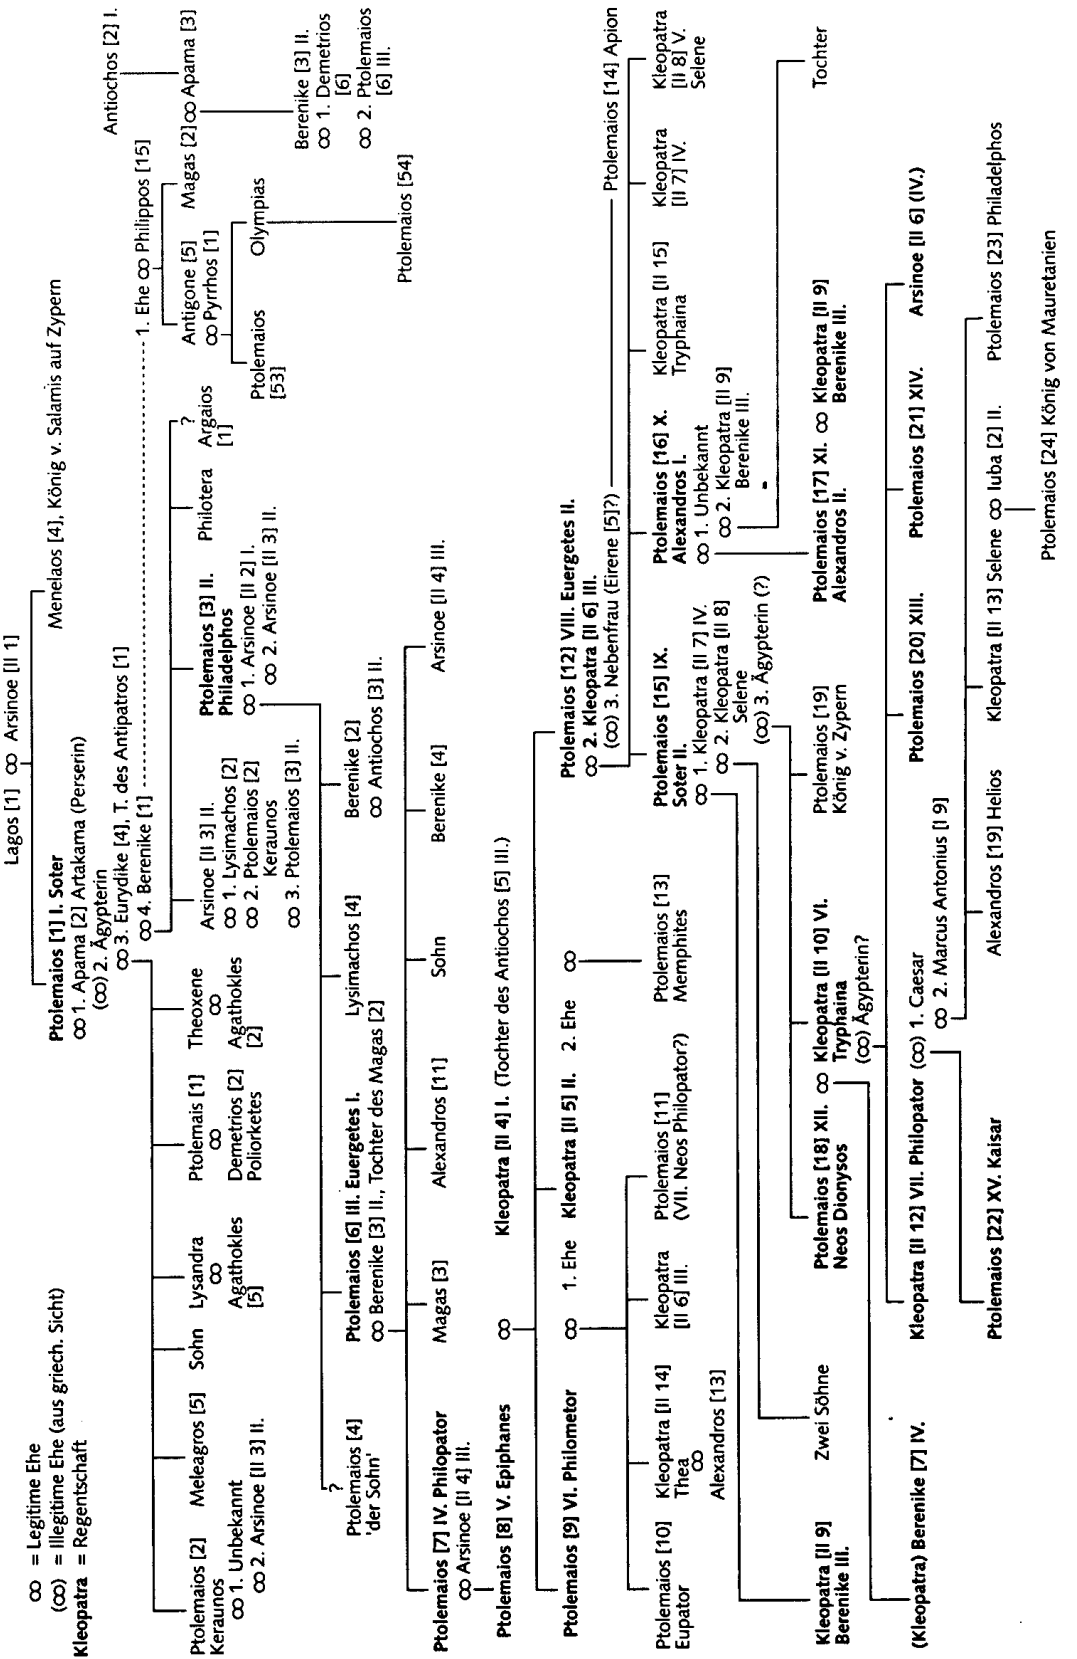 ∞ = Legitime Ehe
(∞) = Illegitime Ehe (aus griech. Sicht)
Kleopatra = Regentschaft
Lagos [1] ∞ Arsinoe [II 1]
Ptolemaios [1] I. Soter
∞ 1. Apama [2] Artakama (Perserin)
(∞) 2. Ägypterin
∞ 3. Eurydike [4], T. des Antipatros [1]
∞ 4. Berenike [1]
Menelaos [4], König v. Salamis auf Zypern
1. Ehe ∞ Philippos [15]
Antiochos [2] I.
Ptolemaios [2]
Keraunos
∞ 1. Unbekannt
∞ 2. Arsinoe [II 3] II.
Meleagros [5]
Sohn
Lysandra
∞
Agathokles
[5]
Ptolemais [1]
∞
Demetrios [2]
Poliorketes
Theoxene
∞
Agathokles
[2]
Arsinoe [II 3] II.
∞ 1. Lysimachos [2]
∞ 2. Ptolemaios [2]
Keraunos
∞ 3. Ptolemaios [3] II.
Ptolemaios [3] II.
Philadelphos
∞ 1. Arsinoe [II 2] I.
∞ 2. Arsinoe [II 3] II.
Philotera
?
Argaios
[1]
Antigone [5]
∞ Pyrrhos [1]
Magas [2] ∞ Apama [3]
Ptolemaios
[53]
Olympias
Berenike [3] II.
∞ 1. Demetrios
[6]
∞ 2. Ptolemaios
[6] III.
Ptolemaios [54]
?
Ptolemaios [4]
'der Sohn'
Ptolemaios [6] III. Euergetes I.
∞ Berenike [3] II., Tochter des Magas [2]
Lysimachos [4]
Berenike [2]
∞ Antiochos [3] II.
Ptolemaios [7] IV. Philopator
∞ Arsinoe [II 4] III.
Magas [3]
Alexandros [11]
Sohn
Berenike [4]
Arsinoe [II 4] III.
Ptolemaios [8] V. Epiphanes
∞
Kleopatra [II 4] I. (Tochter des Antiochos [5] III.)
Ptolemaios [9] VI. Philometor
∞
1. Ehe
Kleopatra [II 5] II.
2. Ehe
∞
Ptolemaios [12] VIII. Euergetes II.
∞ 2. Kleopatra [II 6] III.
(∞) 3. Nebenfrau (Eirene [5]?)
Ptolemaios [14] Apion
Ptolemaios [10]
Eupator
Kleopatra [II 14]
Thea
∞
Alexandros [13]
Kleopatra
[II 6] III.
Ptolemaios [11]
(VII. Neos Philopator?)
Ptolemaios [13]
Memphites
Ptolemaios [15] IX.
Soter II.
∞ 1. Kleopatra [II 7] IV.
∞ 2. Kleopatra [II 8]
Selene
(∞) 3. Ägypterin (?)
Ptolemaios [16] X.
Alexandros I.
∞ 1. Unbekannt
∞ 2. Kleopatra [II 9]
Berenike III.
Kleopatra [II 15]
Tryphaina
Kleopatra
[II 7] IV.
Kleopatra
[II 8] V.
Selene
Kleopatra [II 9]
Berenike III.
Zwei Söhne
Ptolemaios [18] XII.
Neos Dionysos
∞ Kleopatra [II 10] VI.
Tryphaina
(∞) Ägypterin?
Ptolemaios [19]
König v. Zypern
Ptolemaios [17] XI. ∞ Kleopatra [II 9]
Alexandros II. Berenike III.
Tochter
(Kleopatra) Berenike [7] IV.
Kleopatra [II 12] VII. Philopator (∞) 1. Caesar
∞ 2. Marcus Antonius [I 9]
Ptolemaios [20] XIII.
Ptolemaios [21] XIV.
Arsinoe [II 6] (IV.)
Ptolemaios [22] XV. Kaisar
Alexandros [19] Helios
Kleopatra [II 13] Selene ∞ Iuba [2] II.
Ptolemaios [23] Philadelphos
Ptolemaios [24] König von Mauretanien